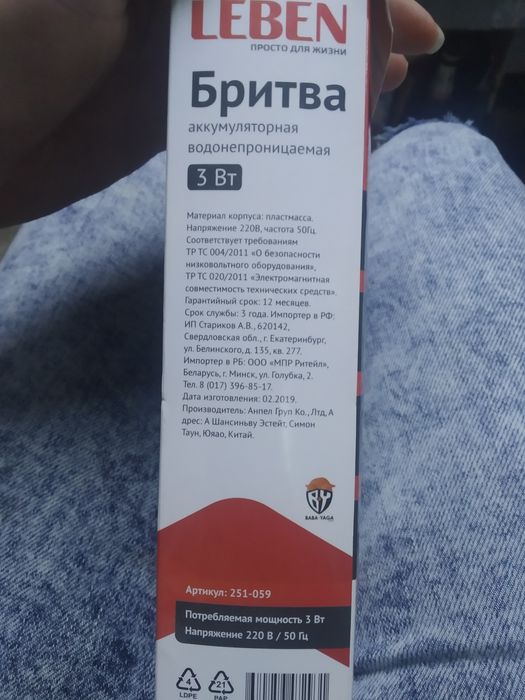 LEBEN
ПРОСТО ДЛЯ ЖИЗНИ
Бритва
аккумуляторная
водонепроницаемая
3 Вт
Материал корпуса: пластмасса.
Напряжение 220В, частота 50Гц.
Соответствует требованиям
ТР ТС 004/2011 «О безопасности
низковольтного оборудования»,
ТР ТС 020/2011 «Электромагнитная
совместимость технических средств».
Гарантийный срок: 12 месяцев.
Срок службы: 3 года. Импортер в РФ:
ИП Стариков А.В., 620142,
Свердловская обл., г. Екатеринбург,
ул. Белинского, д. 135, кв. 277.
Импортер в РБ: ООО «МПР Ритейл»,
Беларусь, г. Минск, ул. Голубка, 2.
Тел. 8 (017) 396-85-17.
Дата изготовления: 02.2019.
Производитель: Анпел Груп Ко., Лтд, А
дрес: А Шансиньву Эстейт, Симон
Таун, Юяао, Китай.
BY
BABA YAGA
Артикул: 251-059
Потребляемая мощность 3 Вт
Напряжение 220 В / 50 Гц
4
LDPE
21
PAP